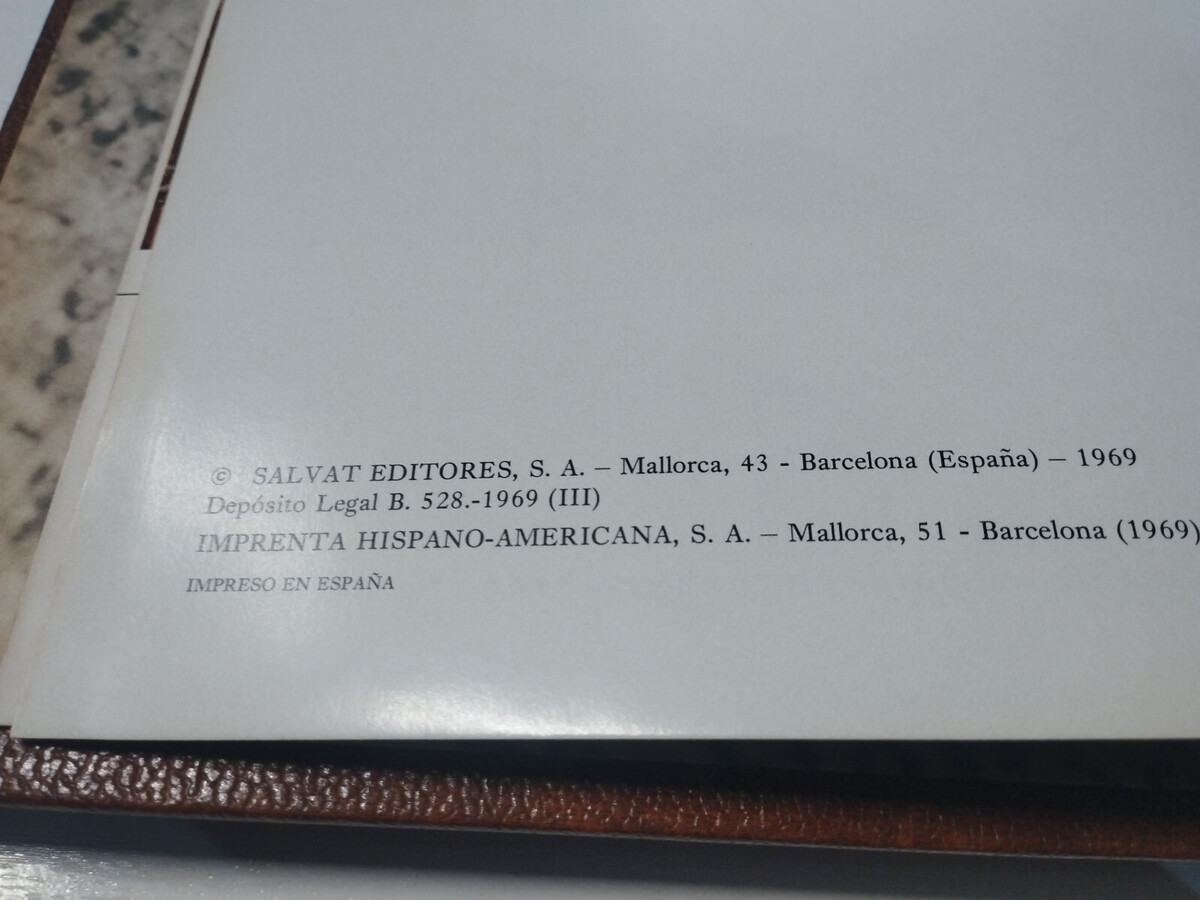 © SALVAT EDITORES, S. A. – Mallorca, 43 - Barcelona (España) – 1969
Depósito Legal B. 528.-1969 (III)
IMPRENTA HISPANO-AMERICANA, S. A. – Mallorca, 51 - Barcelona (1969)
IMPRESO EN ESPAÑA